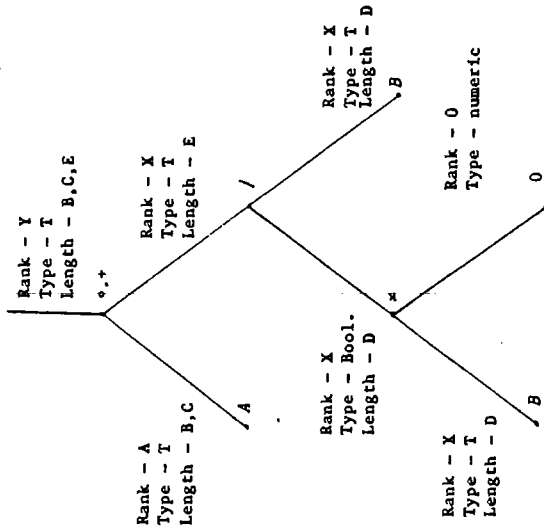 Rank - Y
Type - T
Length - B,C,E
∘.+
Rank - A
Type - T
Length - B,C
A
Rank - X
Type - T
Length - E
/
Rank - X
Type - Bool.
Length - D
Rank - X
Type - T
Length - D
B
Rank - X
Type - T
Length - D
B
Rank - 0
Type - numeric
0